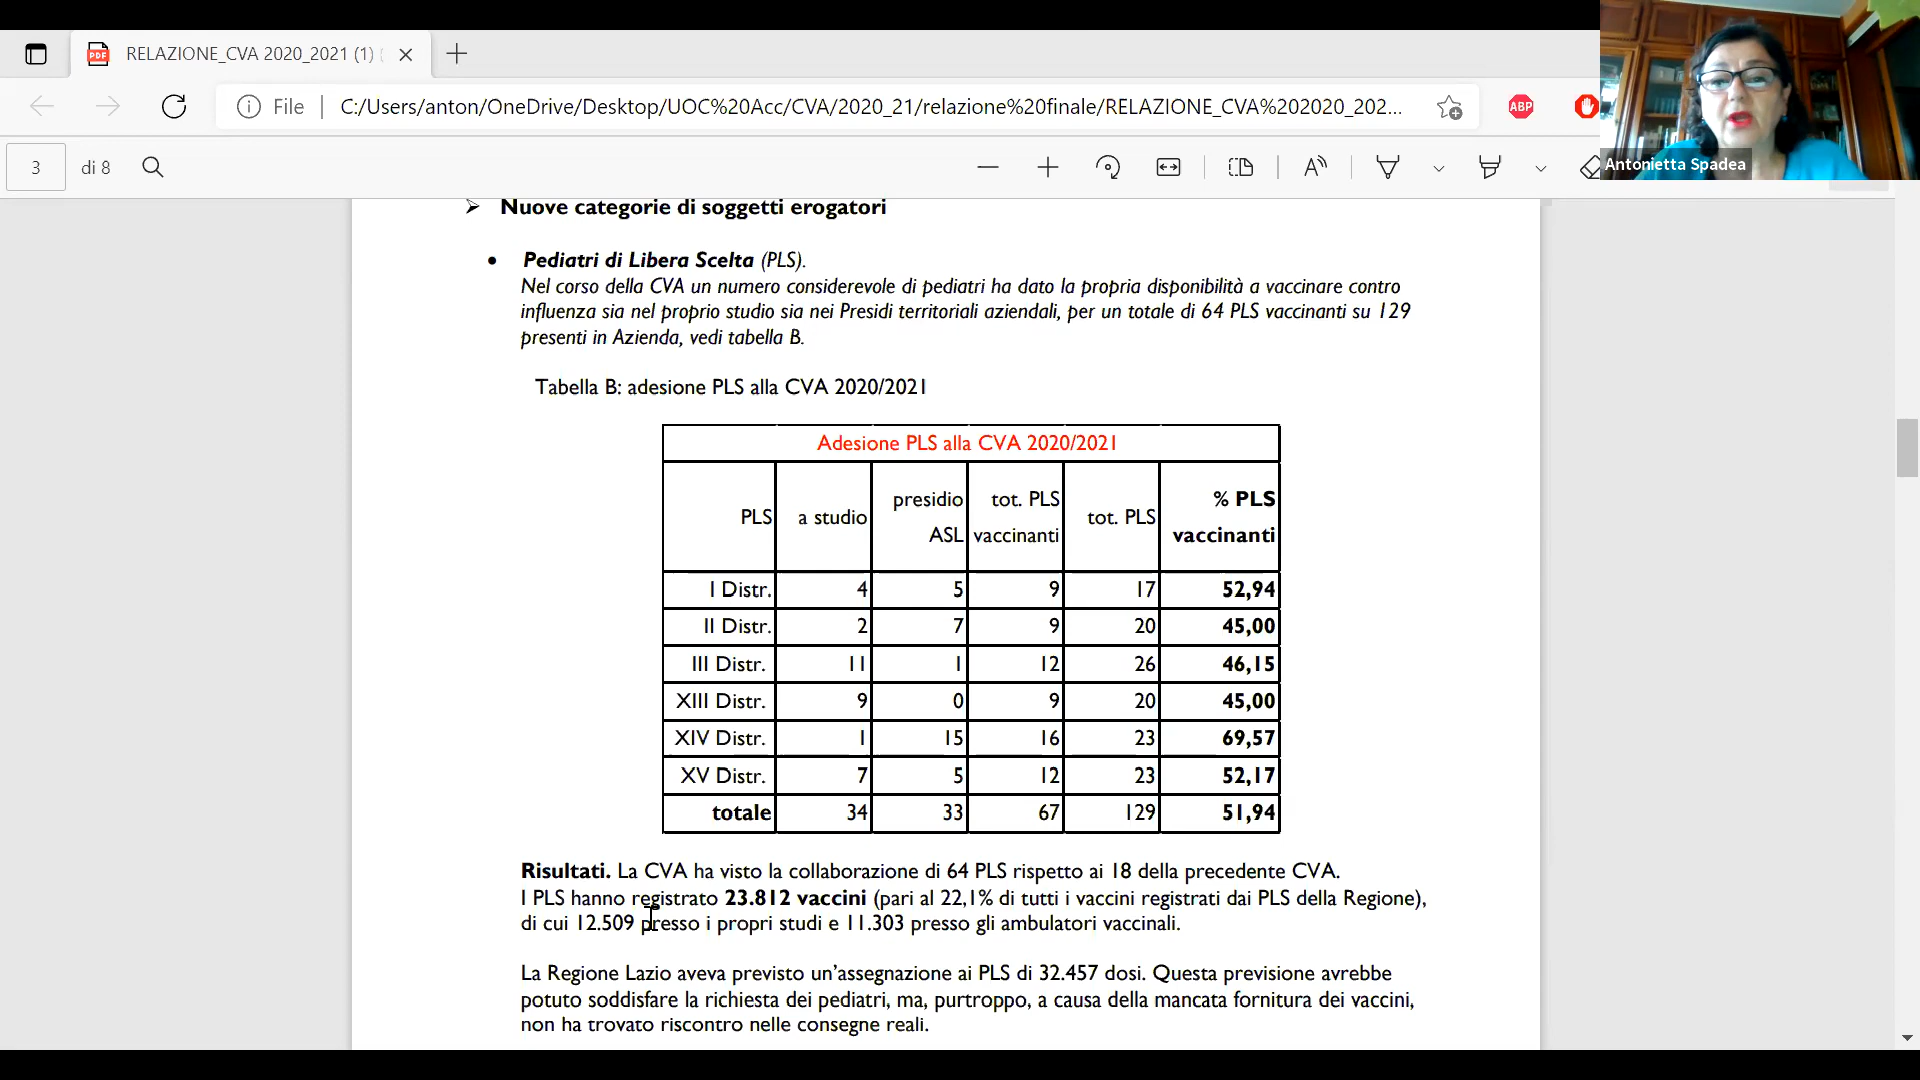 RELAZIONE_CVA 2020_2021 (1)
File
C:/Users/anton/OneDrive/Desktop/UOC%20Acc/CVA/2020_21/relazione%20finale/RELAZIONE_CVA%202020_202...
ABP
3 di 8
Antonietta Spadea
➢ Nuove categorie di soggetti erogatori
• Pediatri di Libera Scelta (PLS).
Nel corso della CVA un numero considerevole di pediatri ha dato la propria disponibilità a vaccinare contro
influenza sia nel proprio studio sia nei Presidi territoriali aziendali, per un totale di 64 PLS vaccinanti su 129
presenti in Azienda, vedi tabella B.
Tabella B: adesione PLS alla CVA 2020/2021
Adesione PLS alla CVA 2020/2021
PLS a studio presidio ASL tot. PLS vaccinanti tot. PLS % PLS vaccinanti
I Distr. 4 5 9 17 52,94
II Distr. 2 7 9 20 45,00
III Distr. 11 1 12 26 46,15
XIII Distr. 9 0 9 20 45,00
XIV Distr. 1 15 16 23 69,57
XV Distr. 7 5 12 23 52,17
totale 34 33 67 129 51,94
Risultati. La CVA ha visto la collaborazione di 64 PLS rispetto ai 18 della precedente CVA.
I PLS hanno registrato 23.812 vaccini (pari al 22,1% di tutti i vaccini registrati dai PLS della Regione),
di cui 12.509 presso i propri studi e 11.303 presso gli ambulatori vaccinali.
La Regione Lazio aveva previsto un'assegnazione ai PLS di 32.457 dosi. Questa previsione avrebbe
potuto soddisfare la richiesta dei pediatri, ma, purtroppo, a causa della mancata fornitura dei vaccini,
non ha trovato riscontro nelle consegne reali.